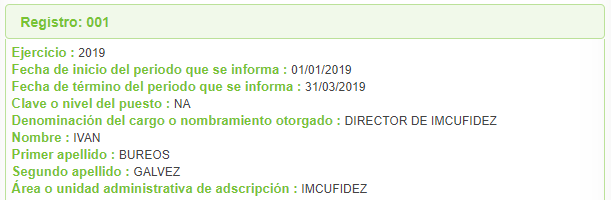 Registro: 001
Ejercicio : 2019
Fecha de inicio del periodo que se informa : 01/01/2019
Fecha de término del periodo que se informa : 31/03/2019
Clave o nivel del puesto : NA
Denominación del cargo o nombramiento otorgado : DIRECTOR DE IMCUFIDEZ
Nombre : IVAN
Primer apellido : BUREOS
Segundo apellido : GALVEZ
Área o unidad administrativa de adscripción : IMCUFIDEZ